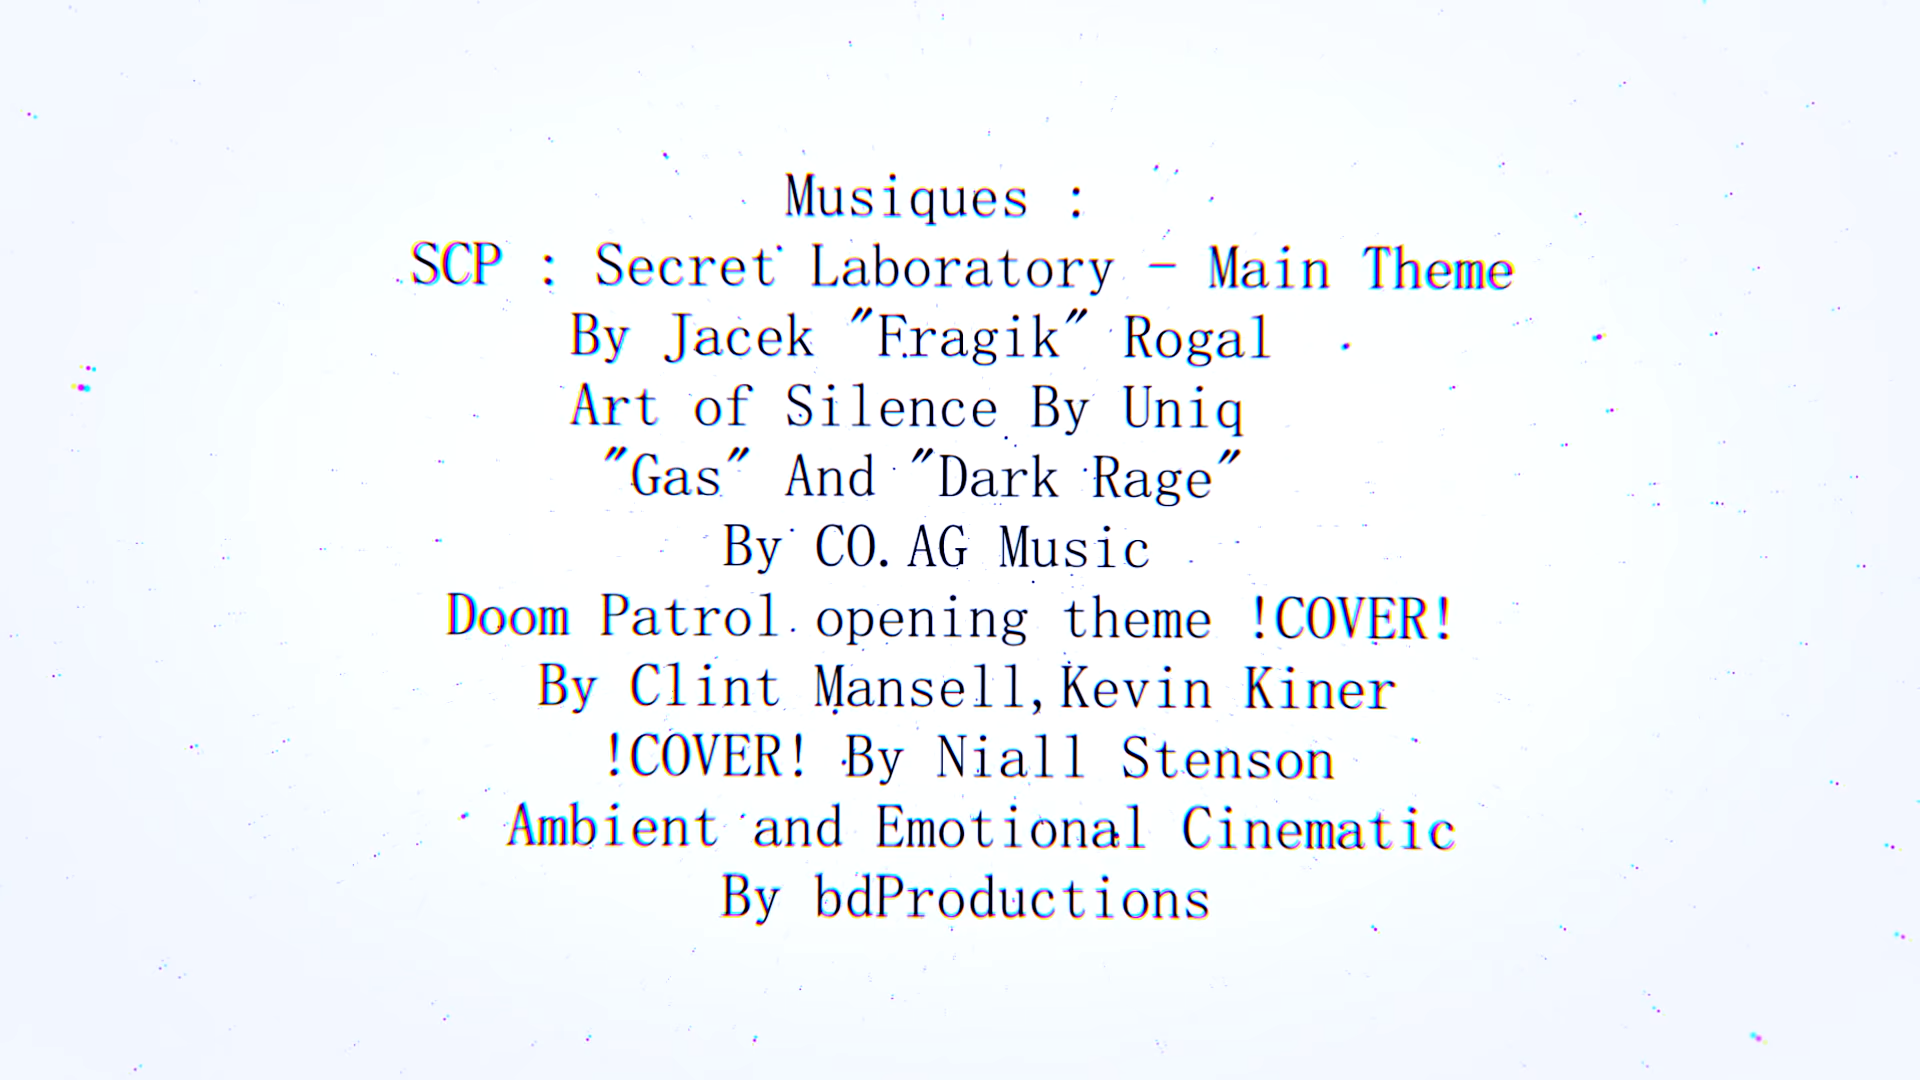 Musiques :
SCP : Secret Laboratory - Main Theme
By Jacek "Fragik" Rogal
Art of Silence By Uniq
"Gas" And "Dark Rage"
By CO.AG Music
Doom Patrol opening theme !COVER!
By Clint Mansell,Kevin Kiner
!COVER! By Niall Stenson
Ambient and Emotional Cinematic
By bdProductions